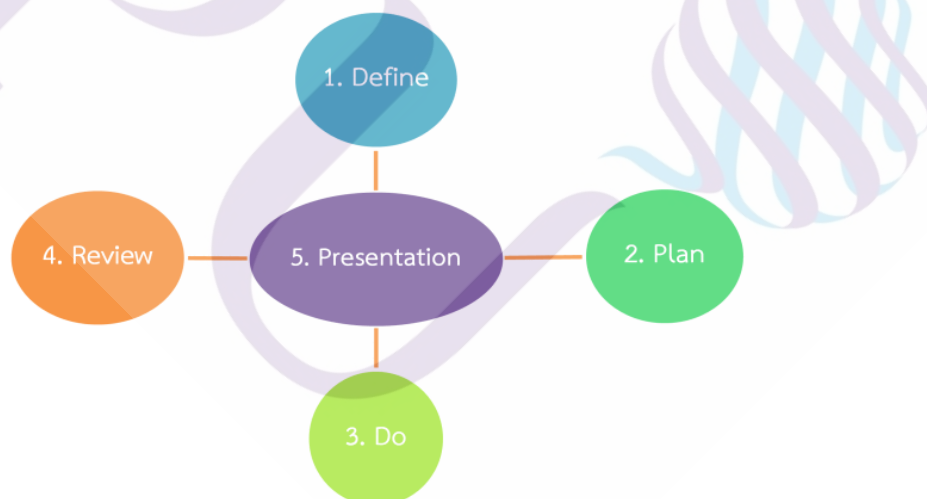 1. Define
4. Review
5. Presentation
2. Plan
3. Do